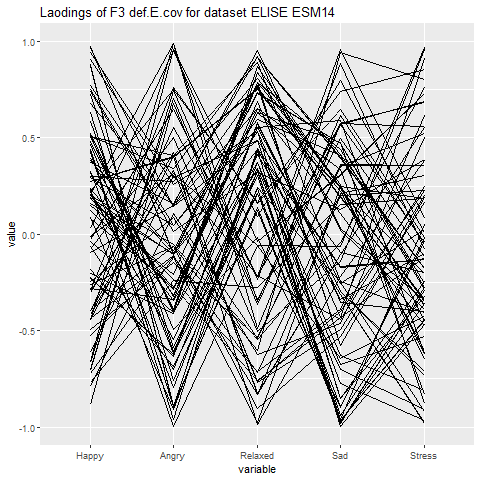 Laodings of F3 def.E.cov for dataset ELISE ESM14
1.0
0.5
0.0
-0.5
-1.0
value
Happy Angry Relaxed Sad Stress
variable